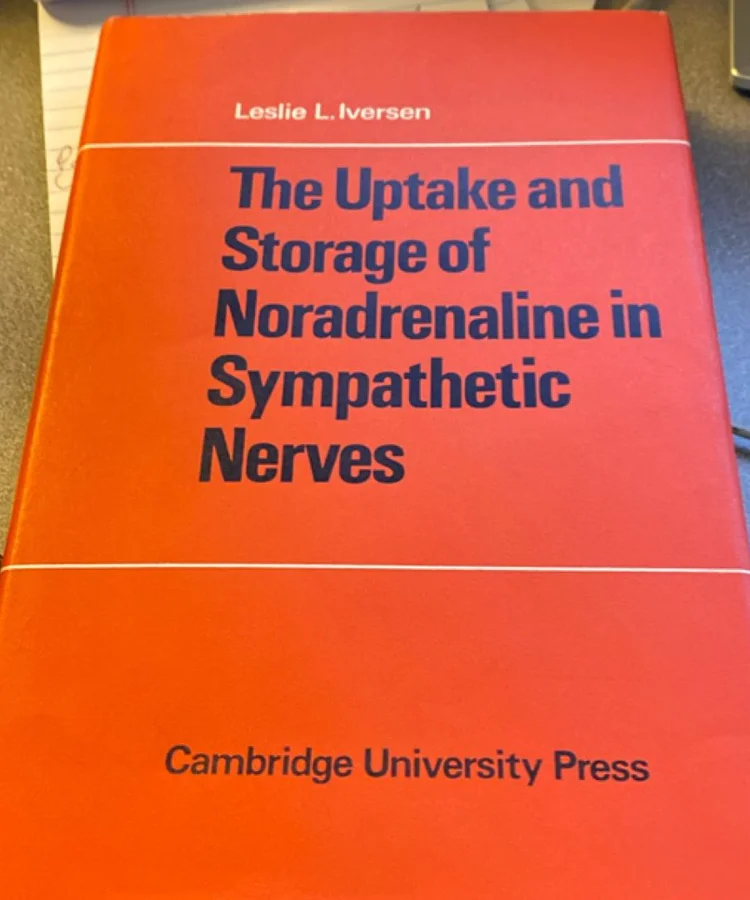 Leslie L. Iversen
The Uptake and
Storage of
Noradrenaline in
Sympathetic
Nerves
Cambridge University Press